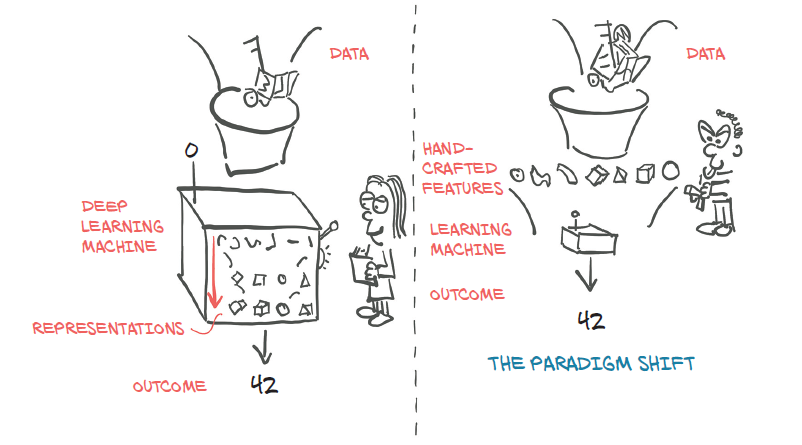 DATA
DEEP
LEARNING
MACHINE
REPRESENTATIONS
OUTCOME
42
DATA
HAND-
CRAFTED
FEATURES
LEARNING
MACHINE
OUTCOME
42
THE PARADIGM SHIFT